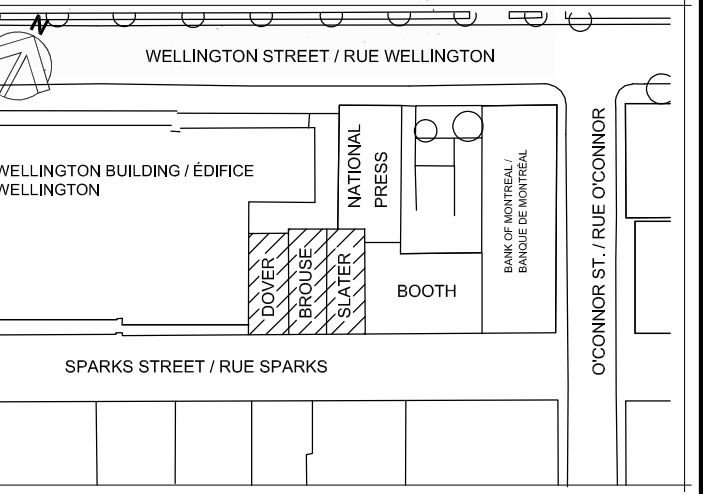 N
WELLINGTON STREET / RUE WELLINGTON
NATIONAL
PRESS
O'CONNOR ST. / RUE O'CONNOR
WELLINGTON BUILDING / ÉDIFICE
WELLINGTON
BANK OF MONTREAL /
BANQUE DE MONTRÉAL
DOVER
BROUSE
SLATER
BOOTH
SPARKS STREET / RUE SPARKS